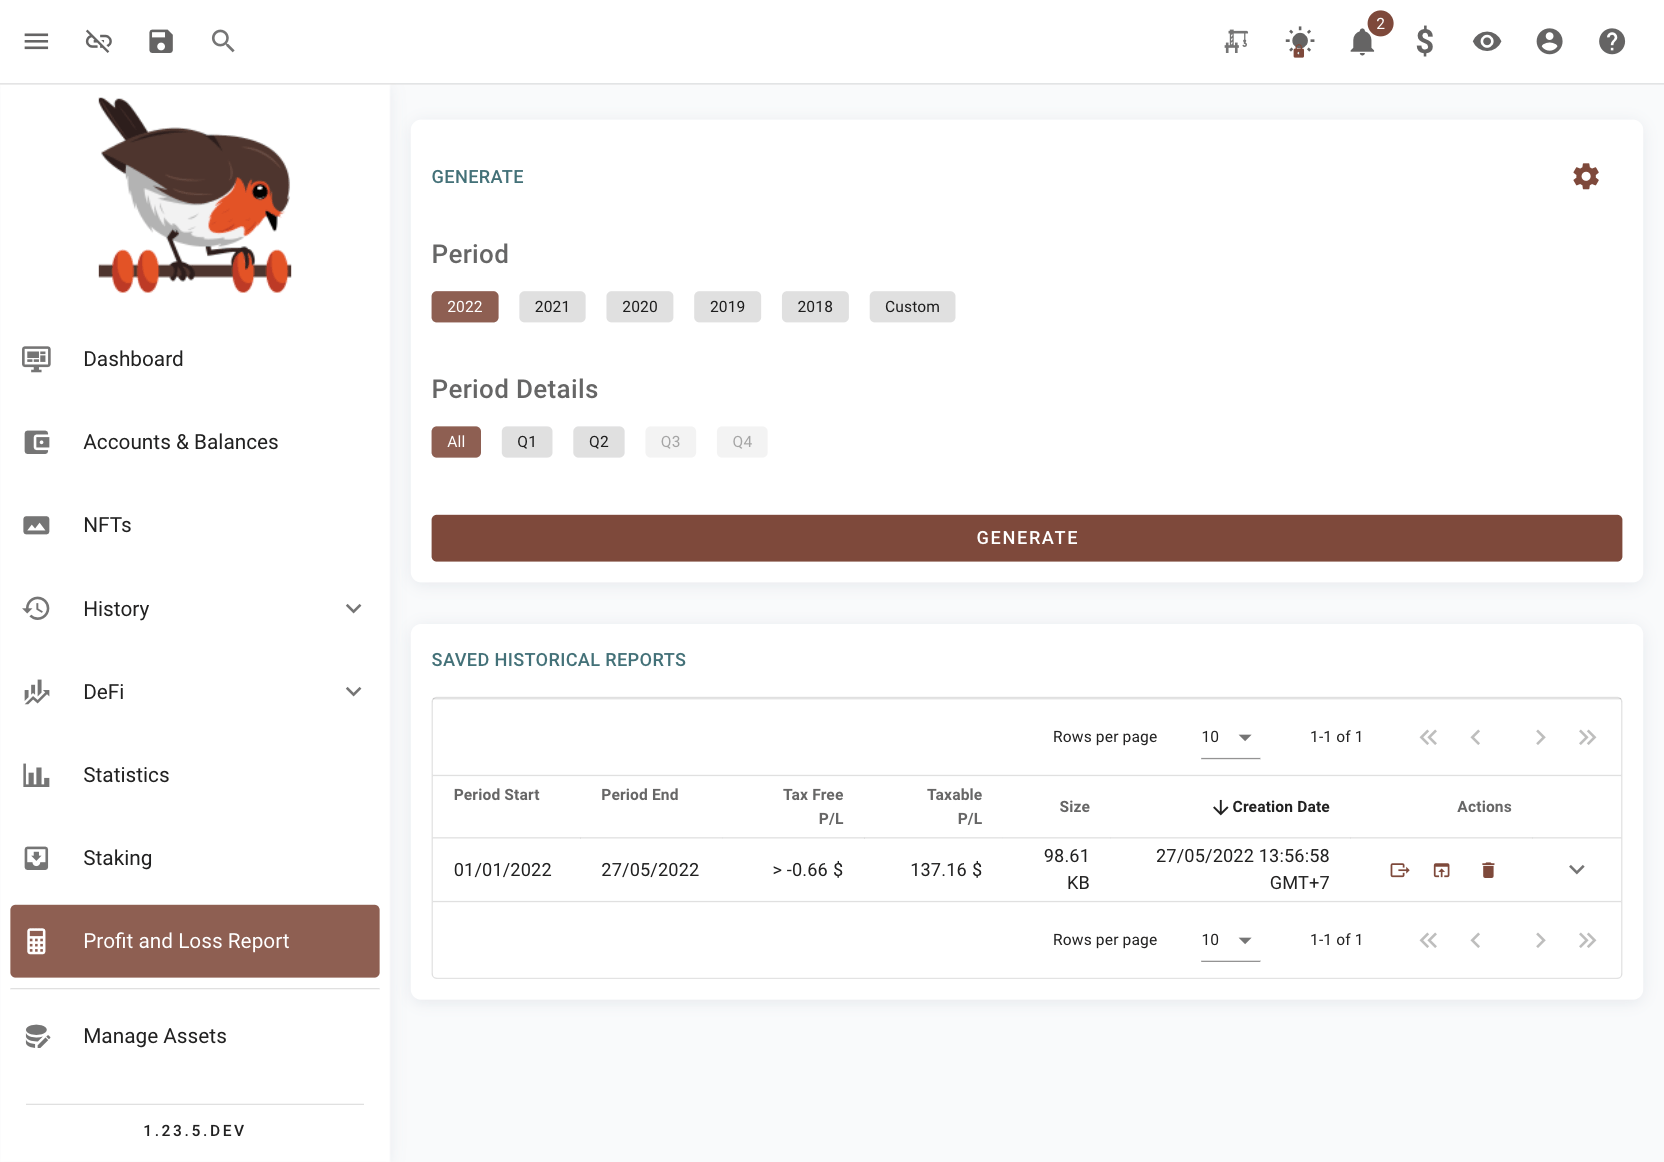 2
GENERATE
Period
2022 2021 2020 2019 2018 Custom
Period Details
All Q1 Q2 Q3 Q4
GENERATE
Dashboard
Accounts & Balances
NFTs
History
DeFi
Statistics
Staking
Profit and Loss Report
Manage Assets
1.23.5.DEV
SAVED HISTORICAL REPORTS
Rows per page 10 1-1 of 1
Period Start Period End Tax Free P/L Taxable P/L Size Creation Date Actions
01/01/2022 27/05/2022 > -0.66 $ 137.16 $ 98.61 KB 27/05/2022 13:56:58 GMT+7
Rows per page 10 1-1 of 1